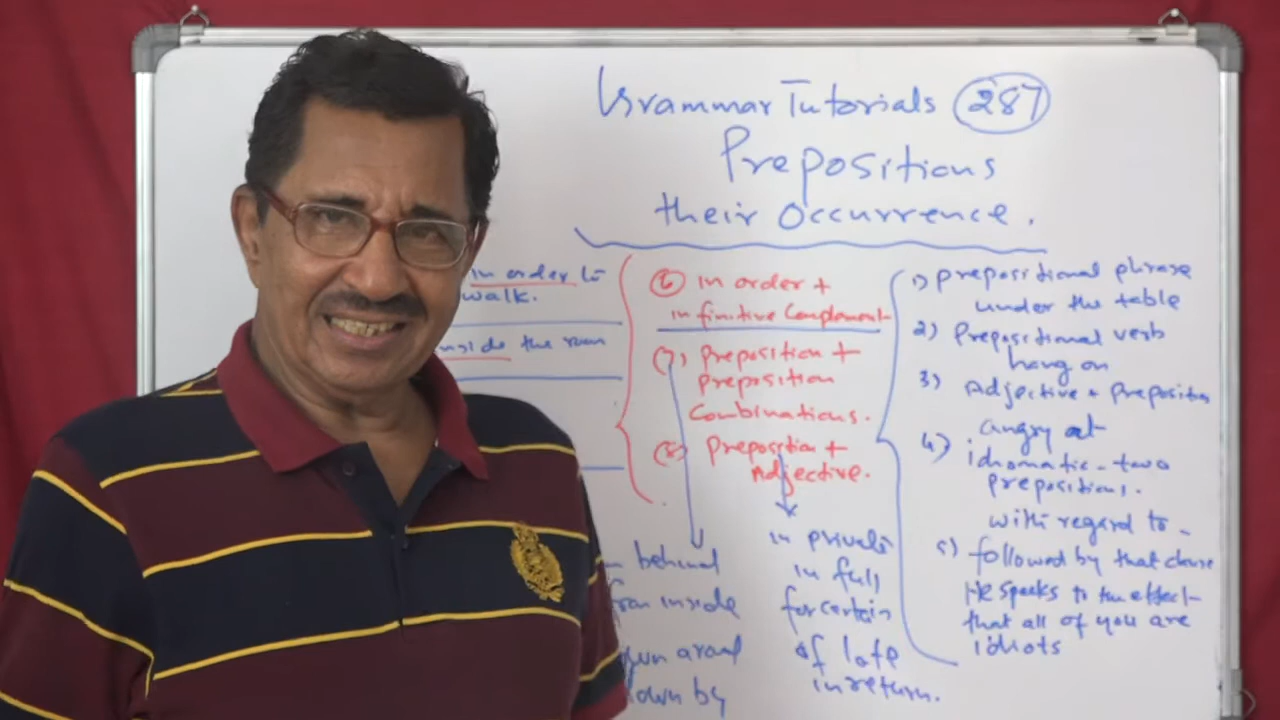 Grammar Tutorials 287
Prepositions
their occurrence.
in order to
walk.
inside the room
6 in order +
infinitive Complement
(7) preposition +
preposition
Combinations.
(8) preposition +
Adjective.
behind
inside
down by
in private
in full
for certain
of late
in return.
1) prepositional phrase
under the table
2) prepositional verb
hang on
3) Adjective + preposition
angry at
4) idiomatic - two
prepositions.
with regard to -
5) followed by that clause
He speaks to the effect
that all of you are
idiots